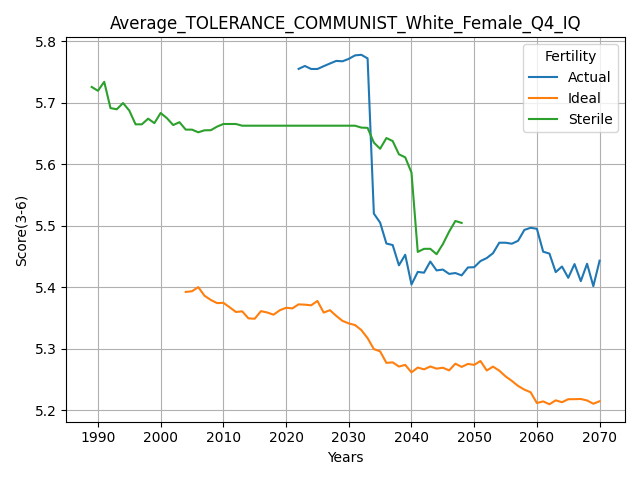 Average_TOLERANCE_COMMUNIST_White_Female_Q4_IQ
5.8
5.7
5.6
5.5
5.4
5.3
5.2
Score(3-6)
Fertility
Actual
Ideal
Sterile
1990 2000 2010 2020 2030 2040 2050 2060 2070
Years